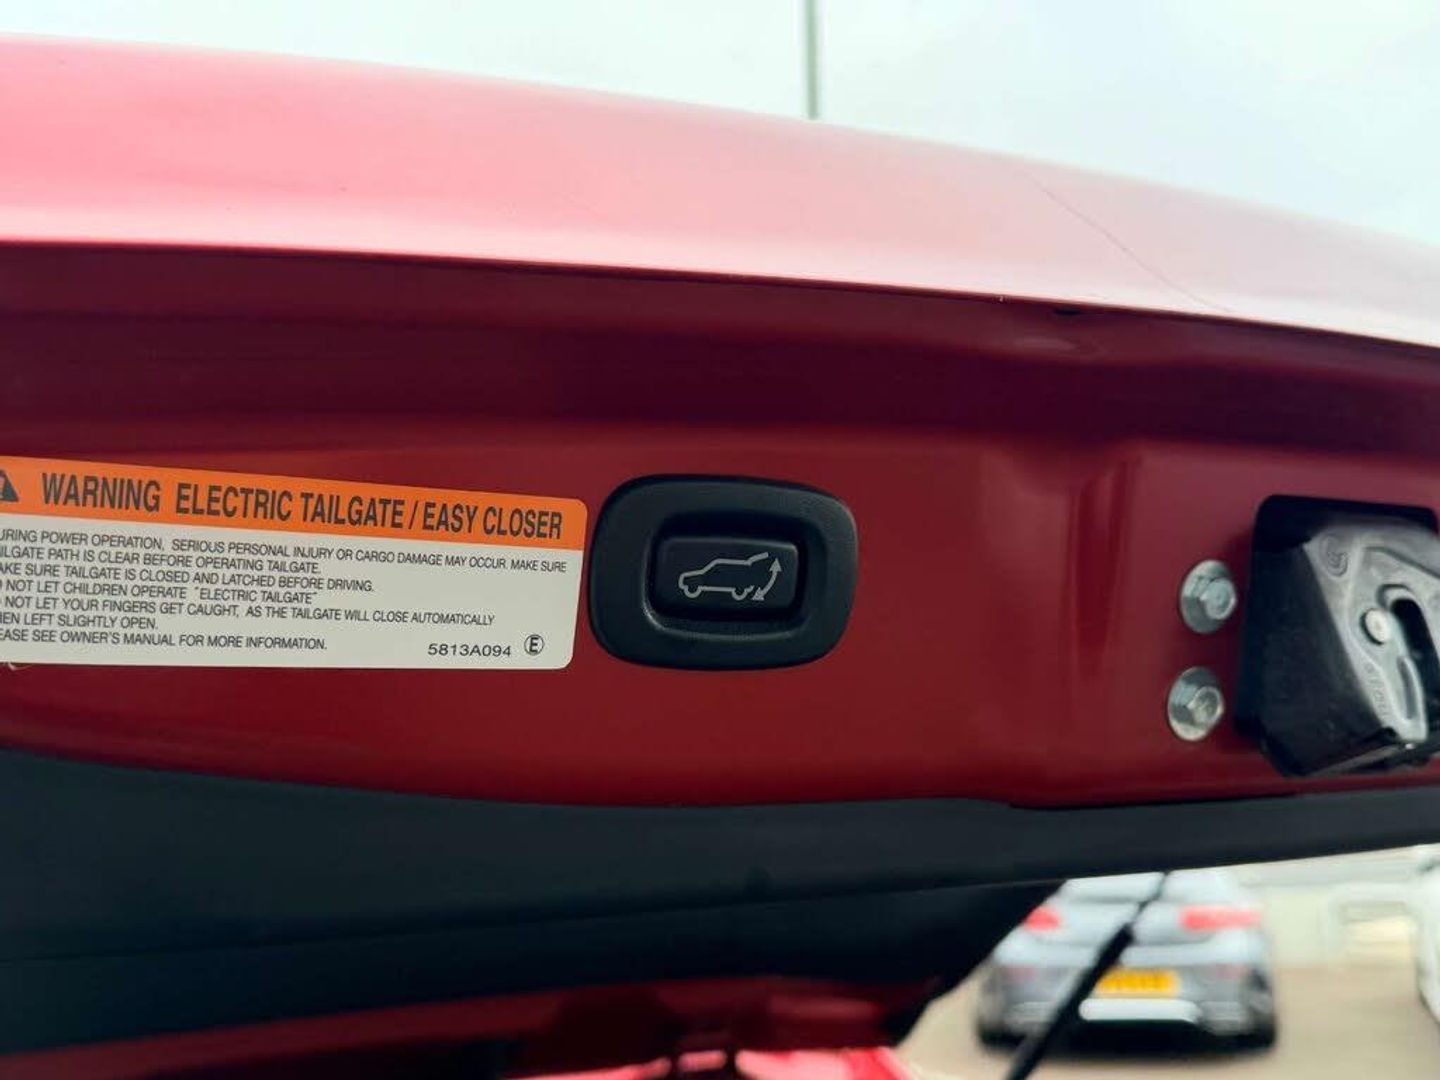 WARNING ELECTRIC TAILGATE / EASY CLOSER
URING POWER OPERATION, SERIOUS PERSONAL INJURY OR CARGO DAMAGE MAY OCCUR. MAKE SURE
AILGATE PATH IS CLEAR BEFORE OPERATING TAILGATE.
AKE SURE TAILGATE IS CLOSED AND LATCHED BEFORE DRIVING.
O NOT LET CHILDREN OPERATE "ELECTRIC TAILGATE"
O NOT LET YOUR FINGERS GET CAUGHT, AS THE TAILGATE WILL CLOSE AUTOMATICALLY
HEN LEFT SLIGHTLY OPEN.
EASE SEE OWNER'S MANUAL FOR MORE INFORMATION.
5813A094 E